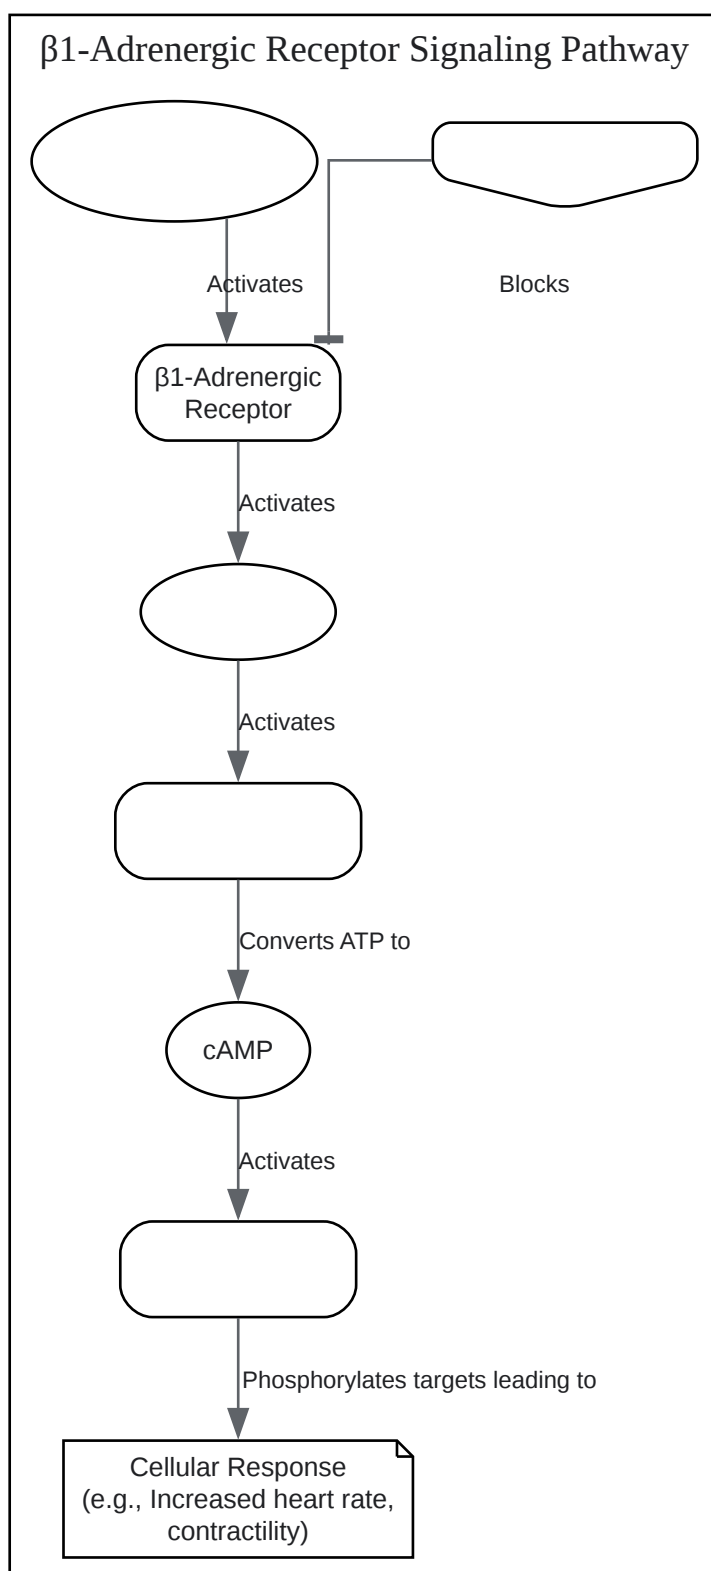 β1-Adrenergic Receptor Signaling Pathway
Activates
Blocks
β1-Adrenergic
Receptor
Activates
Activates
Converts ATP to
cAMP
Activates
Phosphorylates targets leading to
Cellular Response
(e.g., Increased heart rate,
contractility)